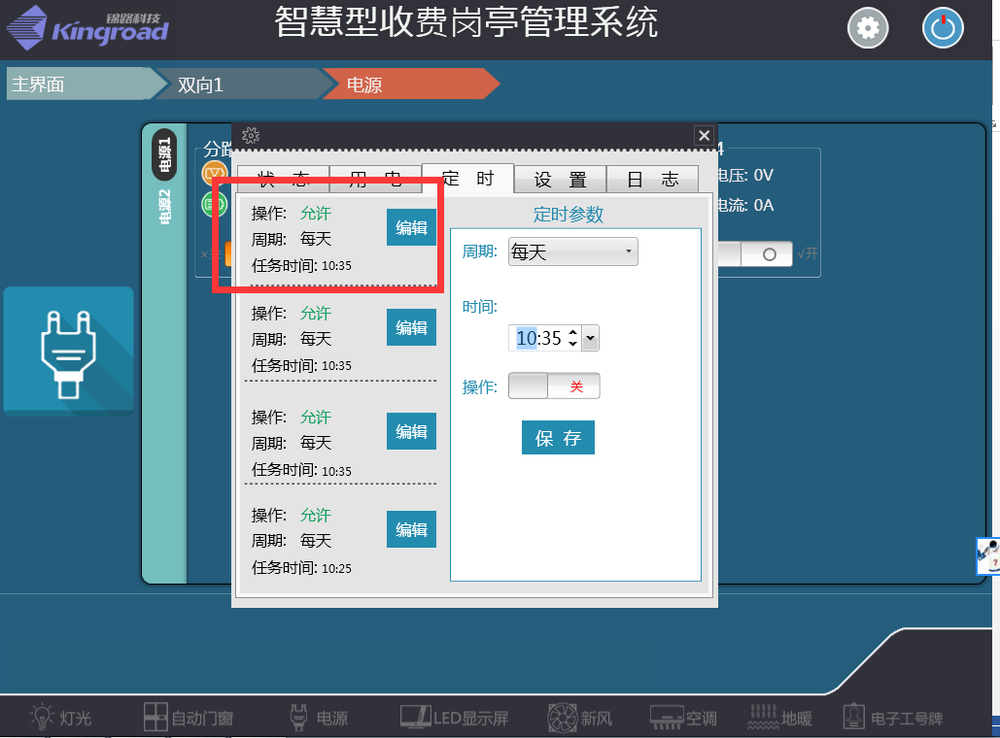 锦路科技
Kingroad
智慧型收费岗亭管理系统
主界面
双向1
电源
电源1
电源2
分路
4
电压: 0V
电流: 0A
×关
√开
状 态
用 电
定 时
设 置
日 志
操作: 允许
周期: 每天
任务时间: 10:35
编辑
操作: 允许
周期: 每天
任务时间: 10:35
编辑
操作: 允许
周期: 每天
任务时间: 10:35
编辑
操作: 允许
周期: 每天
任务时间: 10:25
编辑
定时参数
周期: 每天
时间:
10:35
操作: 关
保 存
灯光
自动门窗
电源
LED显示屏
新风
空调
地暖
电子工号牌